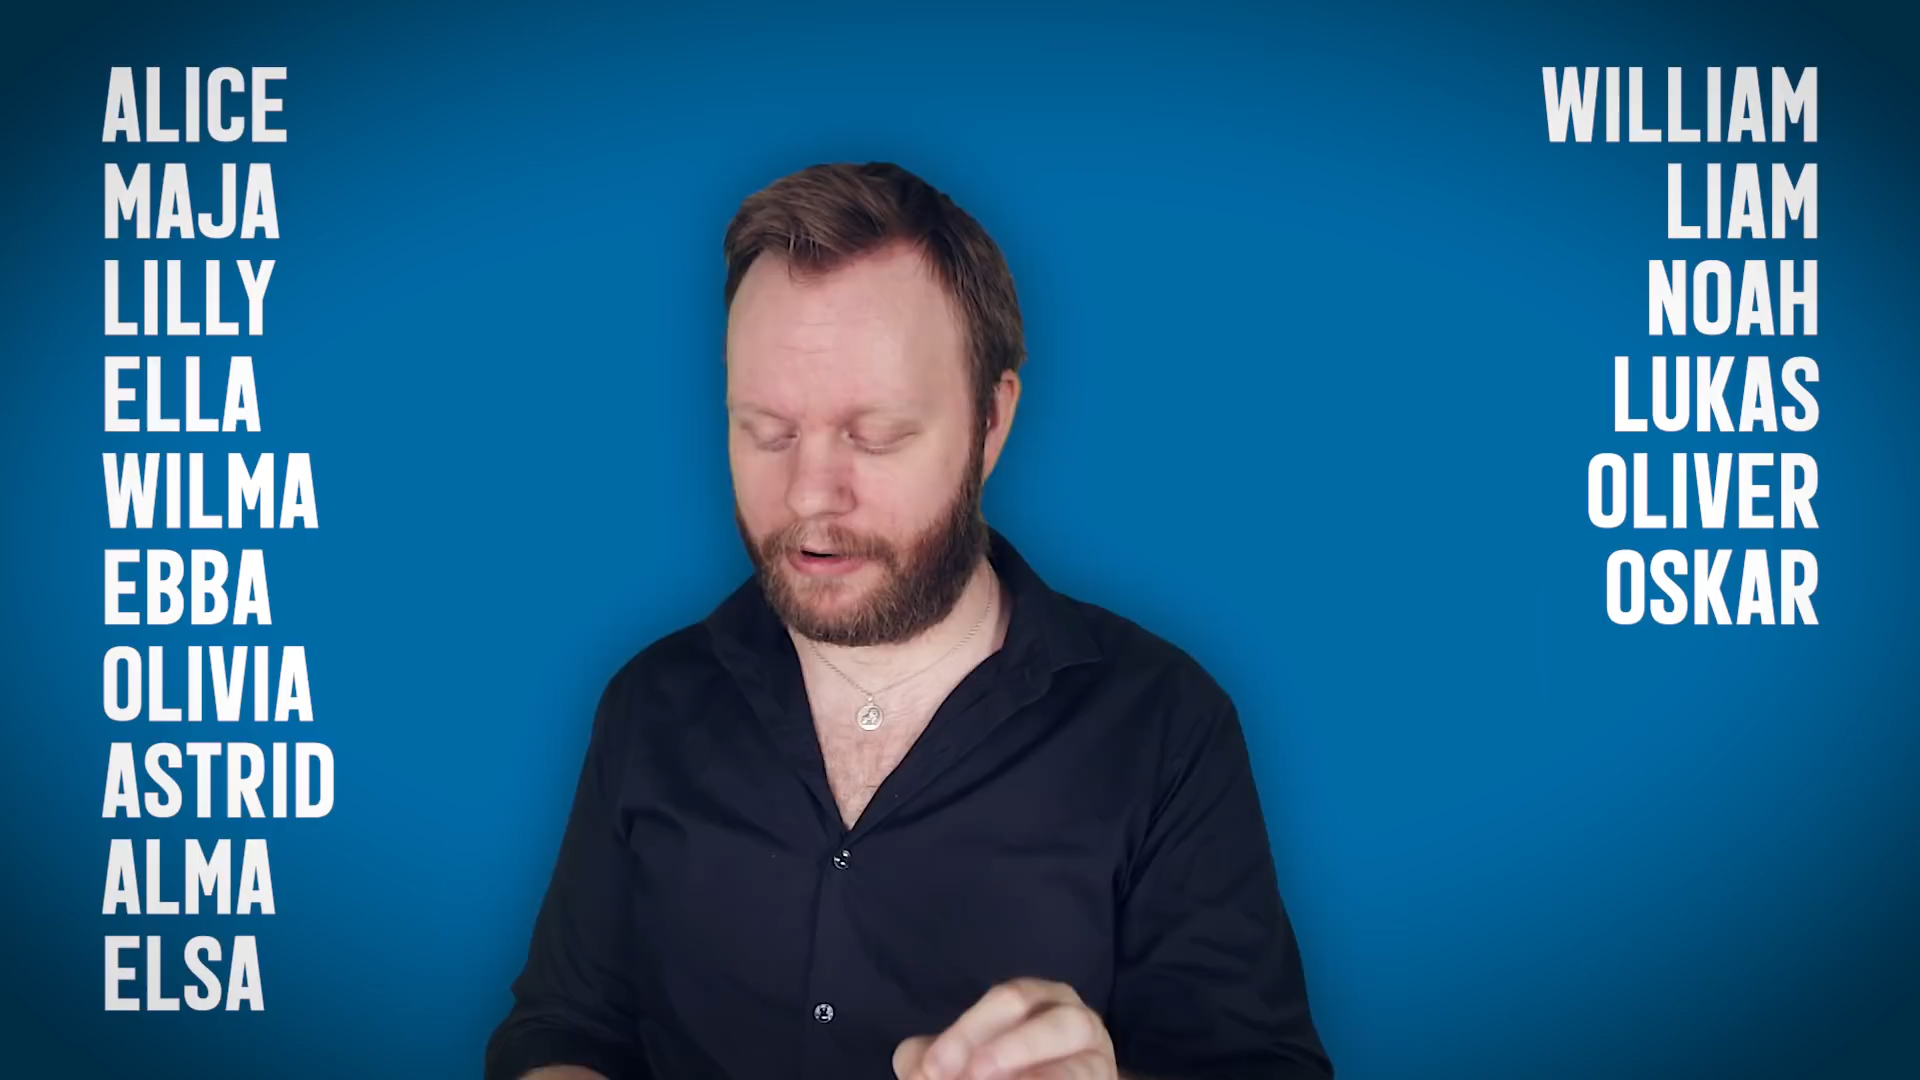 ALICE
MAJA
LILLY
ELLA
WILMA
EBBA
OLIVIA
ASTRID
ALMA
ELSA
WILLIAM
LIAM
NOAH
LUKAS
OLIVER
OSKAR